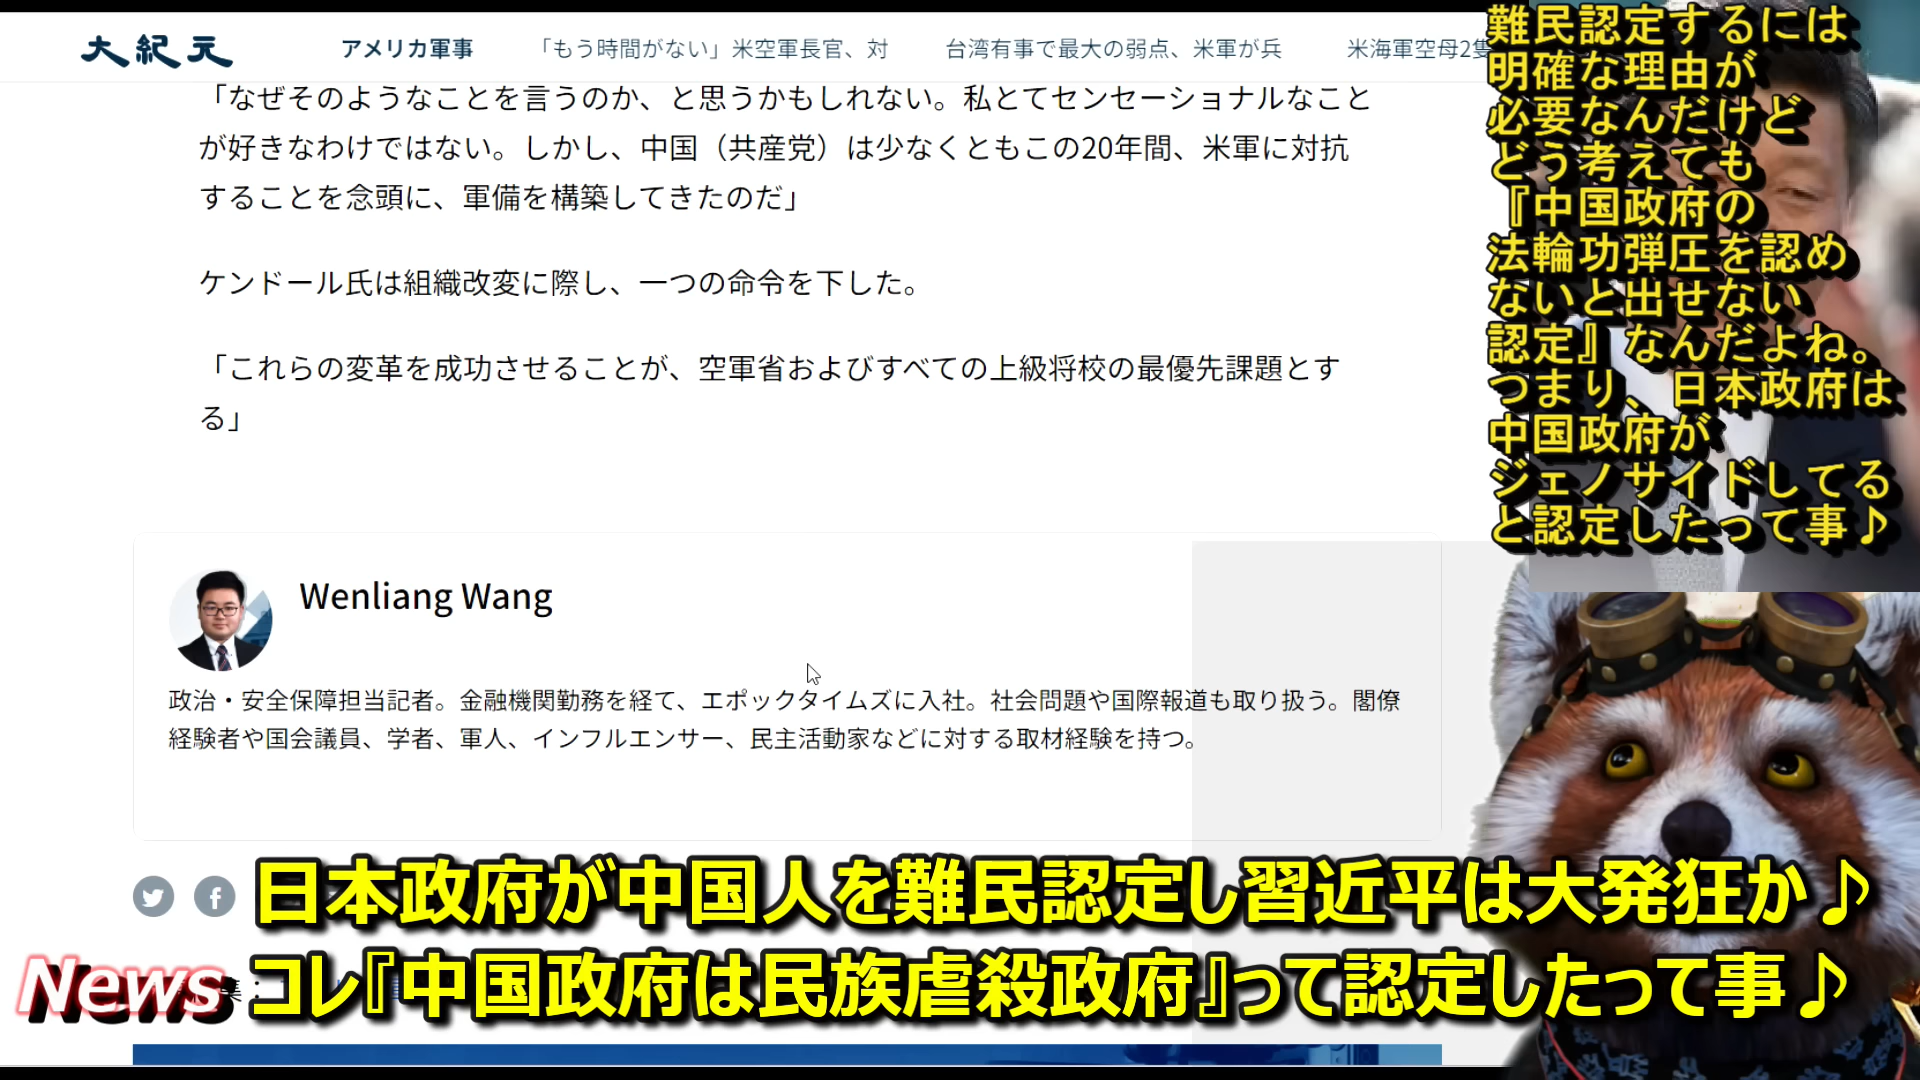 大紀元
アメリカ軍事
「もう時間がない」米空軍長官、対
台湾有事で最大の弱点、米軍が兵
米海軍空母2隻
「なぜそのようなことを言うのか、と思うかもしれない。私とてセンセーショナルなこと
が好きなわけではない。しかし、中国（共産党）は少なくともこの20年間、米軍に対抗
することを念頭に、軍備を構築してきたのだ」
ケンドール氏は組織改変に際し、一つの命令を下した。
「これらの変革を成功させることが、空軍省およびすべての上級将校の最優先課題とす
る」
難民認定するには
明確な理由が
必要なんだけど
どう考えても
『中国政府の
法輪功弾圧を認め
ないと出せない
認定』なんだよね。
つまり、日本政府は
中国政府が
ジェノサイドしてる
と認定したって事♪
Wenliang Wang
政治・安全保障担当記者。金融機関勤務を経て、エポックタイムズに入社。社会問題や国際報道も取り扱う。閣僚
経験者や国会議員、学者、軍人、インフルエンサー、民主活動家などに対する取材経験を持つ。
日本政府が中国人を難民認定し習近平は大発狂か♪
News
集：
コレ『中国政府は民族虐殺政府』って認定したって事♪